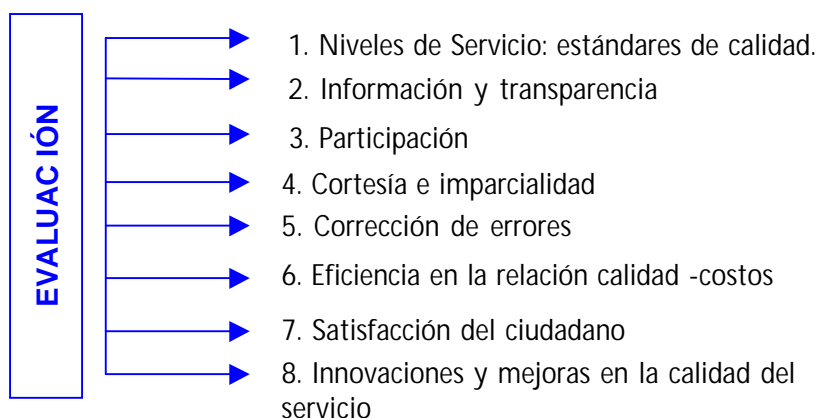 EVALUAC IÓN
1. Niveles de Servicio: estándares de calidad.
2. Información y transparencia
3. Participación
4. Cortesía e imparcialidad
5. Corrección de errores
6. Eficiencia en la relación calidad -costos
7. Satisfacción del ciudadano
8. Innovaciones y mejoras en la calidad del
servicio